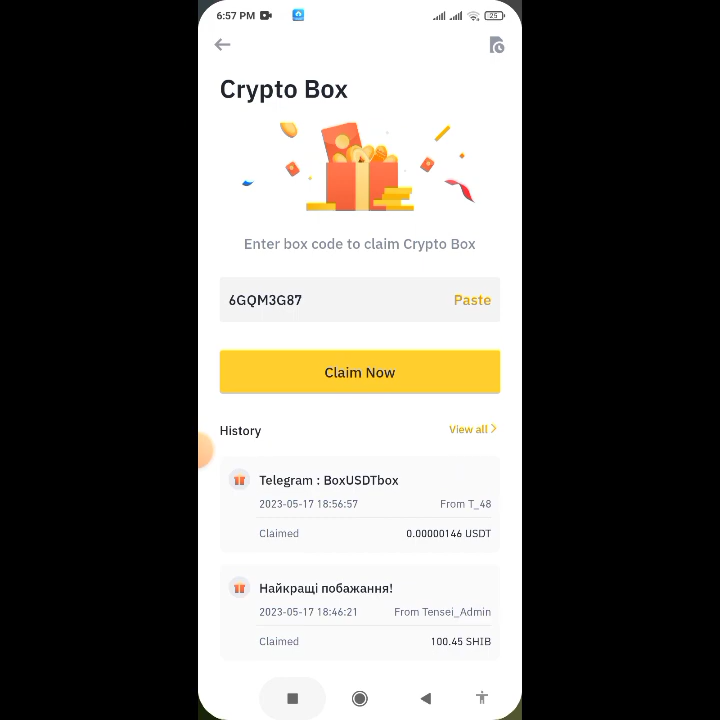 6:57 PM
25
Crypto Box
Enter box code to claim Crypto Box
6GQM3G87 Paste
Claim Now
History View all
Telegram : BoxUSDTbox
2023-05-17 18:56:57 From T_48
Claimed 0.00000146 USDT
Найкращі побажання!
2023-05-17 18:46:21 From Tensei_Admin
Claimed 100.45 SHIB